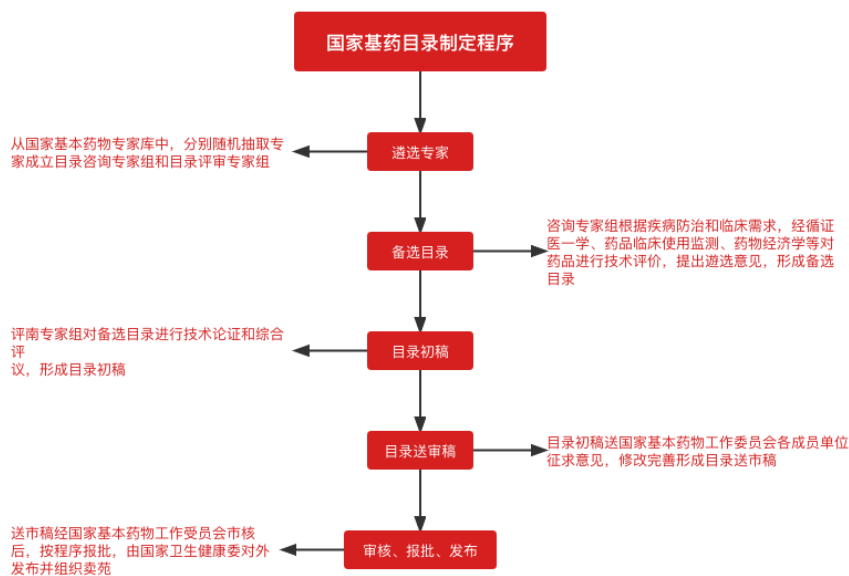 国家基药目录制定程序
从国家基本药物专家库中，分别随机抽取专
家成立目录咨询专家组和目录评审专家组
遴选专家
备选目录
咨询专家组根据疾病防治和临床需求，经循证
医一学、药品临床使用监测、药物经济学等对
药品进行技术评价，提出遊选意见，形成备选
目录
评南专家组对备选目录进行技术论证和综合
评
议，形成目录初稿
目录初稿
目录送审稿
目录初稿送国家基本药物工作委员会各成员单位
征求意见，修改完善形成目录送市稿
送市稿经国家基本药物工作受员会市核
后，按程序报批，由国家卫生健康委对外
发布并组织卖苑
审核、报批、发布